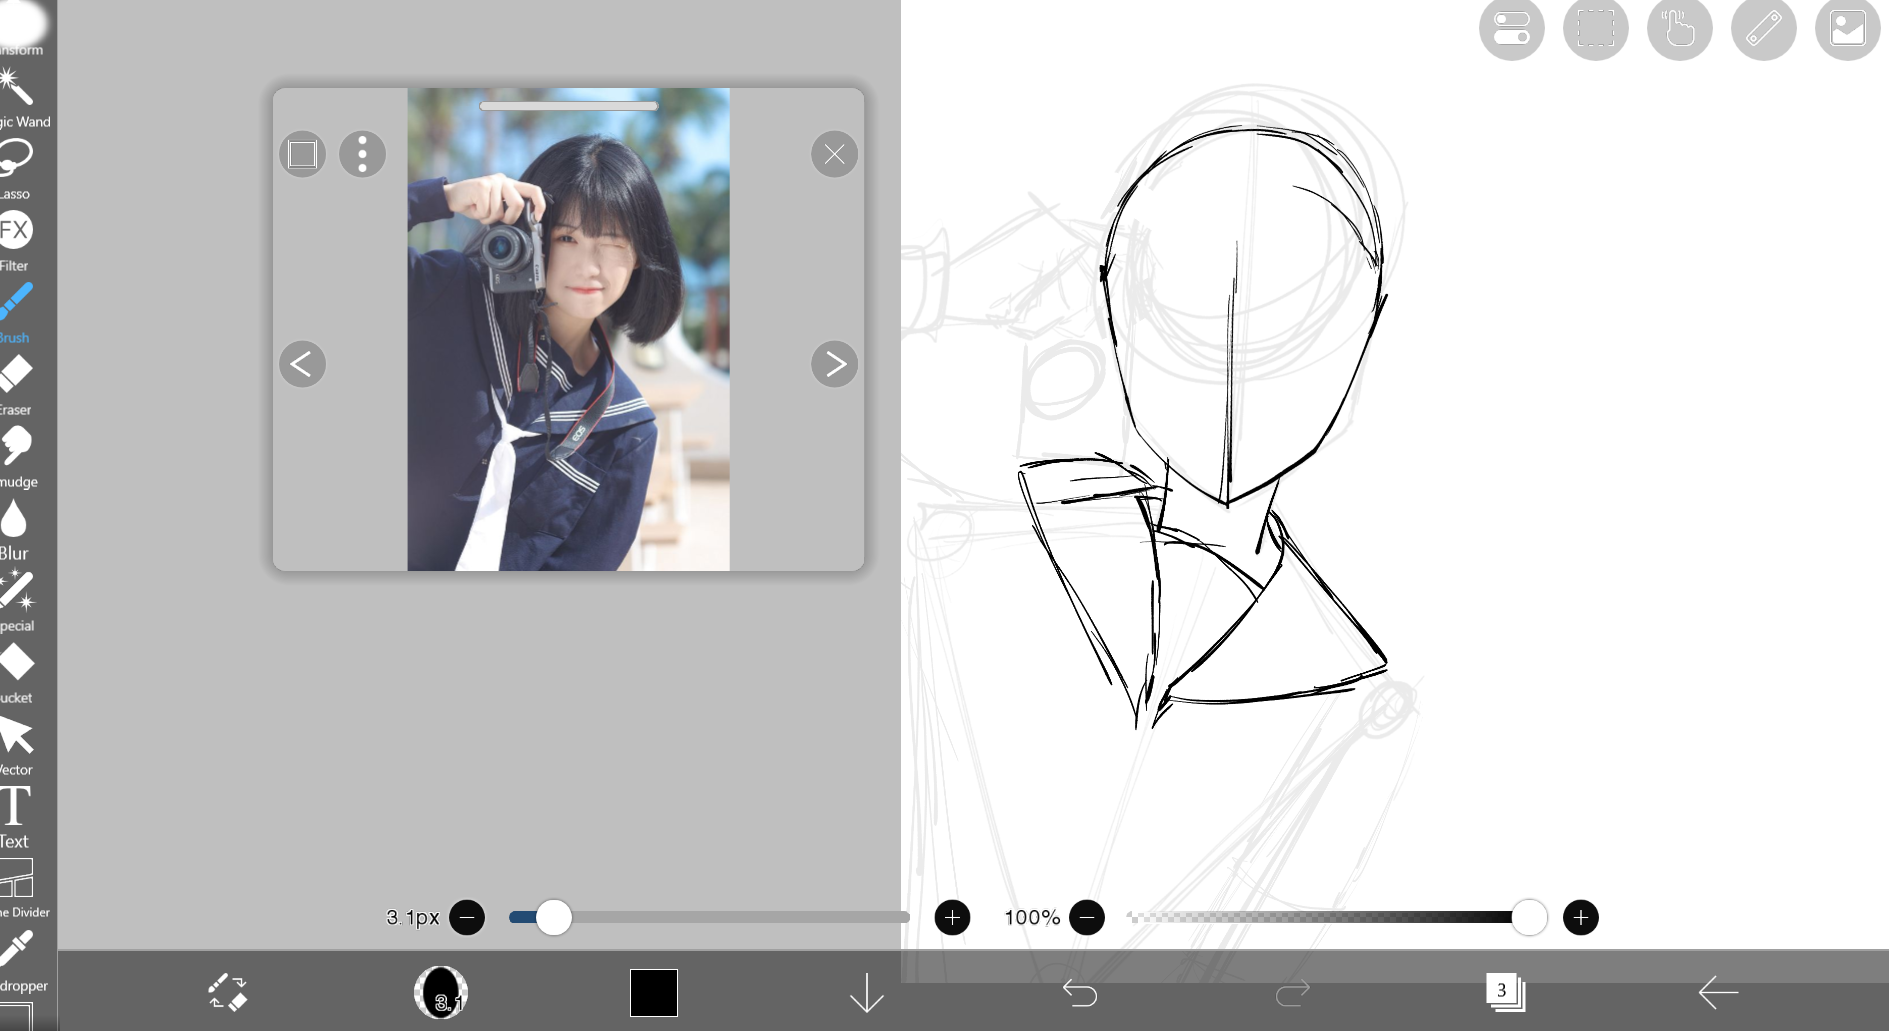 nsform
gic Wand
Lasso
FX
Filter
Brush
Eraser
mudge
Blur
pecial
ucket
Vector
T
Text
ne Divider
dropper
Canon
EOS
3.1px
100%
3.1
3